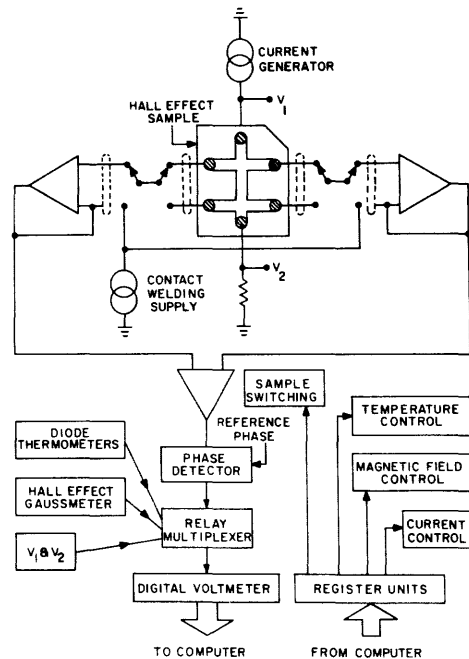 CURRENT
GENERATOR
V1
HALL EFFECT
SAMPLE
V2
CONTACT
WELDING
SUPPLY
SAMPLE
SWITCHING
REFERENCE
PHASE
TEMPERATURE
CONTROL
DIODE
THERMOMETERS
PHASE
DETECTOR
MAGNETIC FIELD
CONTROL
HALL EFFECT
GAUSSMETER
RELAY
MULTIPLEXER
CURRENT
CONTROL
V1 & V2
DIGITAL VOLTMETER
REGISTER UNITS
TO COMPUTER
FROM COMPUTER